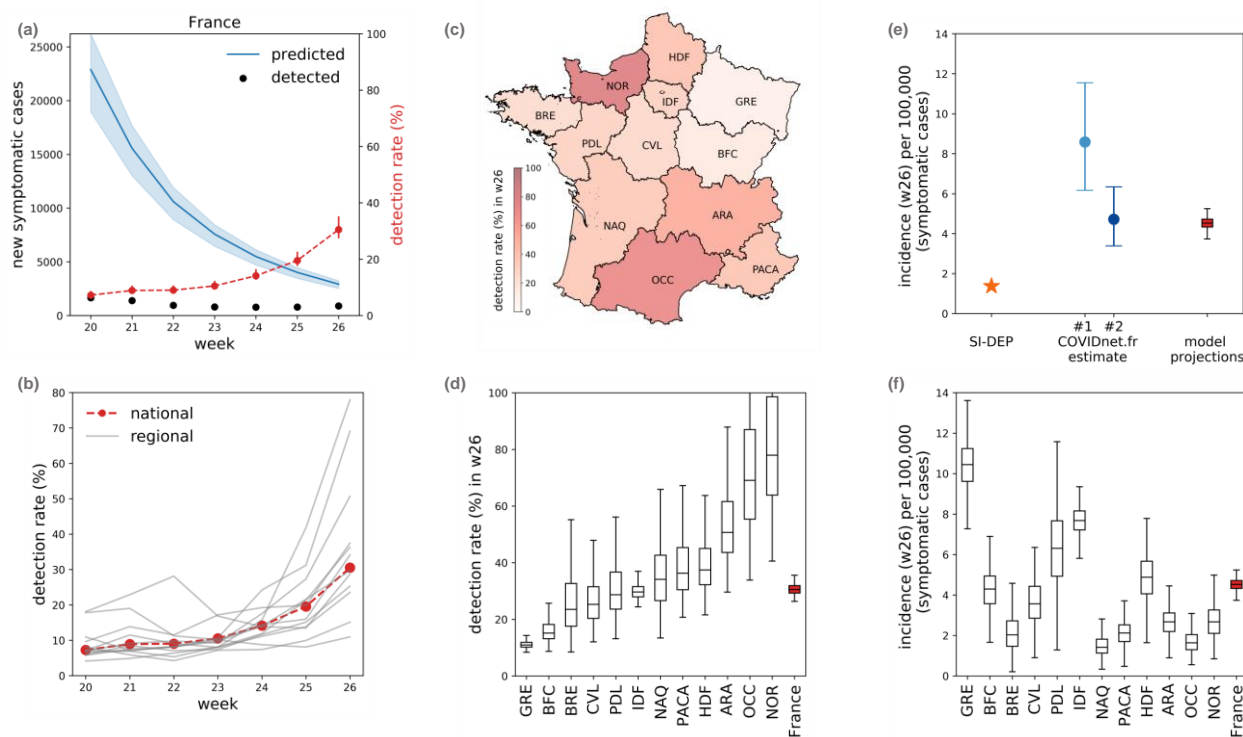 (a)
France
25000
20000
15000
10000
5000
0
new symptomatic cases
predicted
detected
100
80
60
40
20
0
detection rate (%)
20 21 22 23 24 25 26
week
(c)
HDF
NOR
IDF
GRE
BRE
PDL
CVL
BFC
NAQ
ARA
OCC
PACA
detection rate (%) in w26
100
80
60
40
20
0
(e)
14
12
10
8
6
4
2
0
incidence (w26) per 100,000
(symptomatic cases)
#1 #2
SI-DEP
COVIDnet.fr
estimate
model
projections
(b)
80
70
60
50
40
30
20
10
0
detection rate (%)
national
regional
20 21 22 23 24 25 26
week
(d)
100
80
60
40
20
0
detection rate (%) in w26
GRE
BFC
BRE
CVL
PDL
IDF
NAQ
PACA
HDF
ARA
OCC
NOR
France
(f)
14
12
10
8
6
4
2
0
incidence (w26) per 100,000
(symptomatic cases)
GRE
BFC
BRE
CVL
PDL
IDF
NAQ
PACA
HDF
ARA
OCC
NOR
France